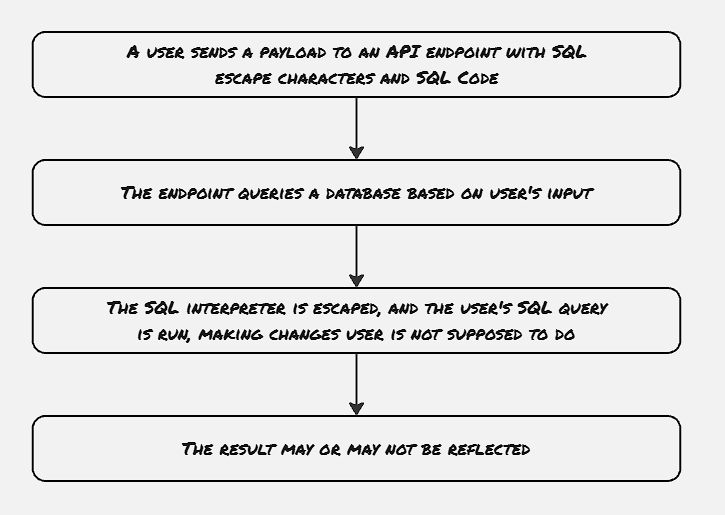 A user sends a payload to an API endpoint with SQL
escape characters and SQL Code
The endpoint queries a database based on user's input
The SQL interpreter is escaped, and the user's SQL query
is run, making changes user is not supposed to do
The result may or may not be reflected